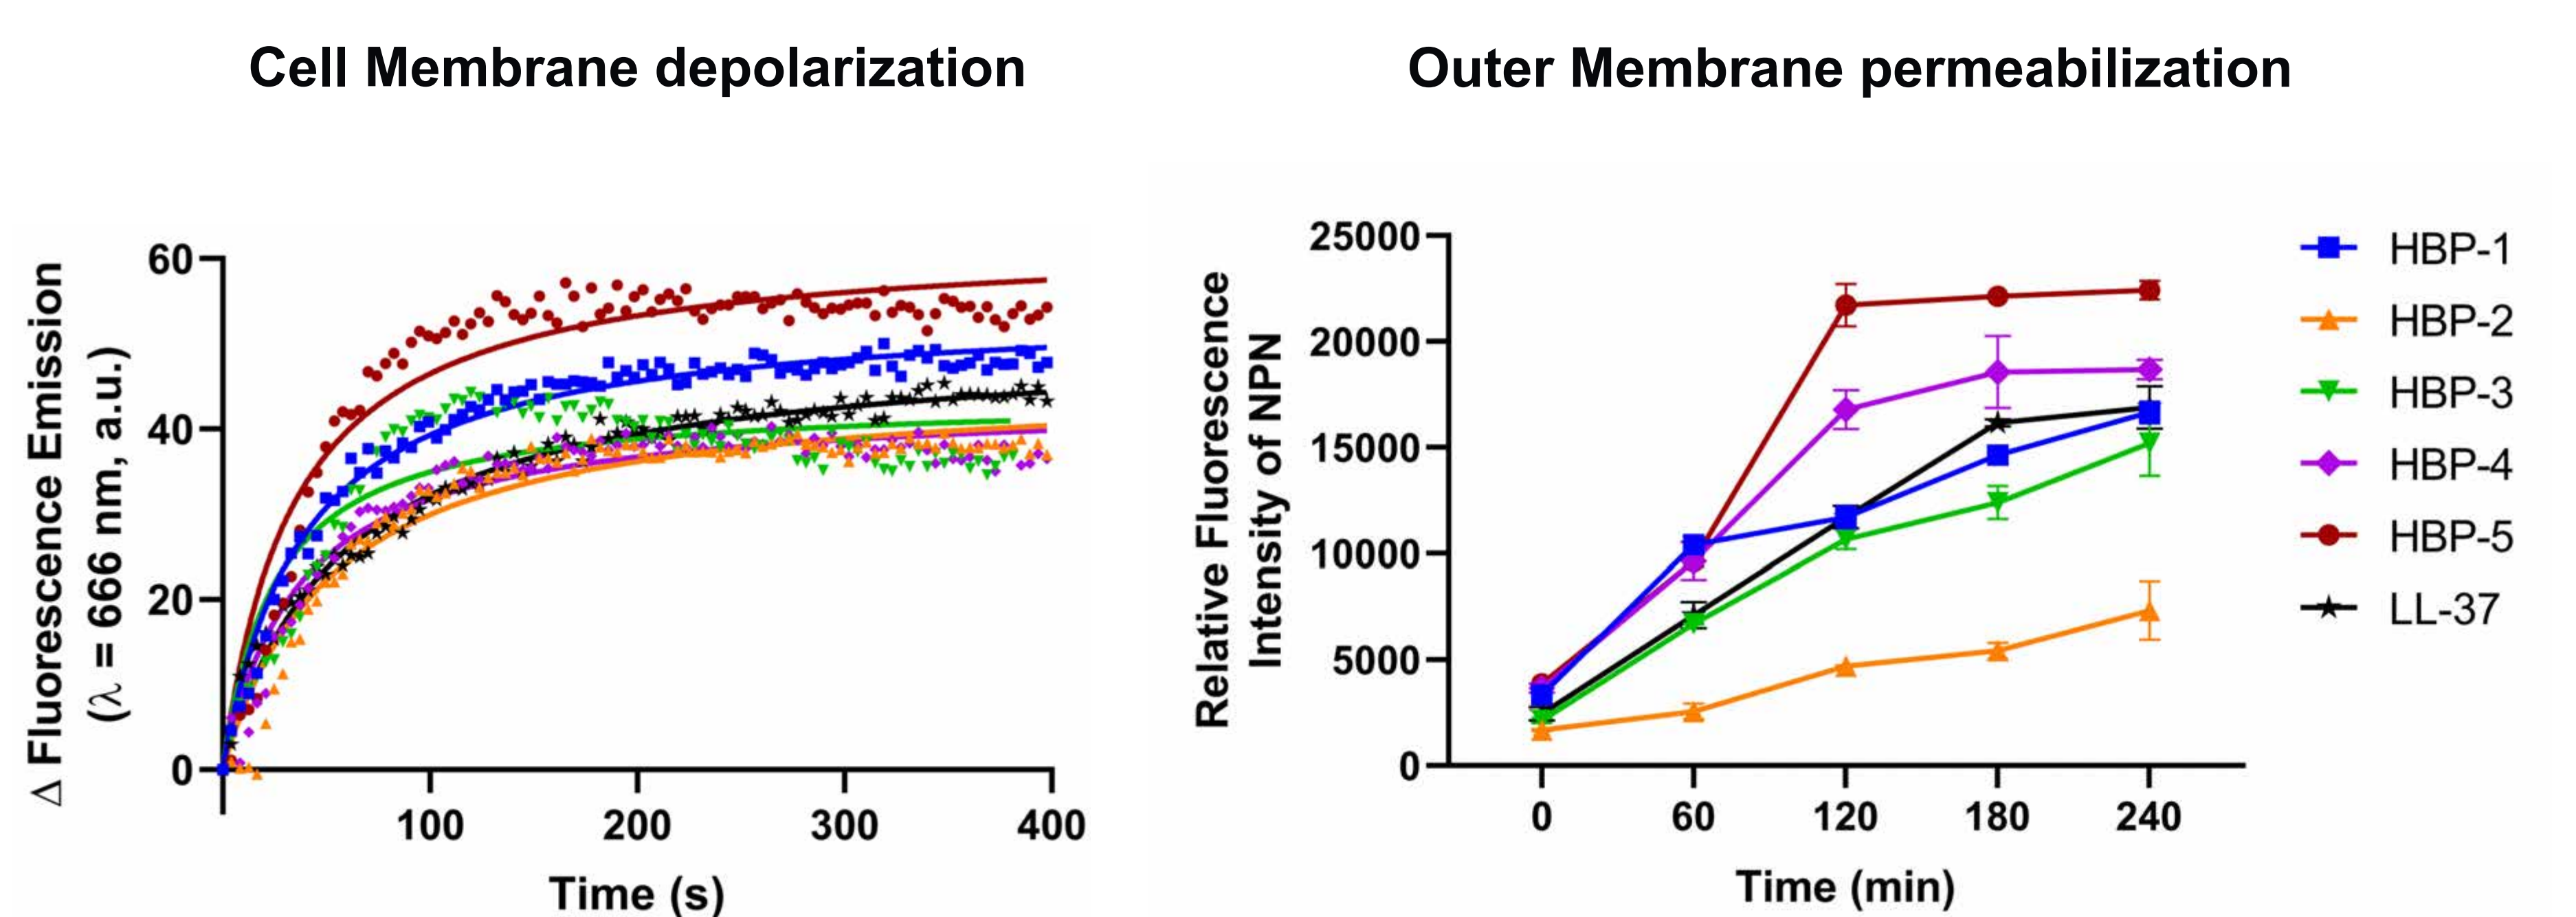 Cell Membrane depolarization
Δ Fluorescence Emission
(λ = 666 nm, a.u.)
60
40
20
0
100
200
300
400
Time (s)
Outer Membrane permeabilization
Relative Fluorescence
Intensity of NPN
25000
20000
15000
10000
5000
0
0
60
120
180
240
Time (min)
HBP-1
HBP-2
HBP-3
HBP-4
HBP-5
LL-37